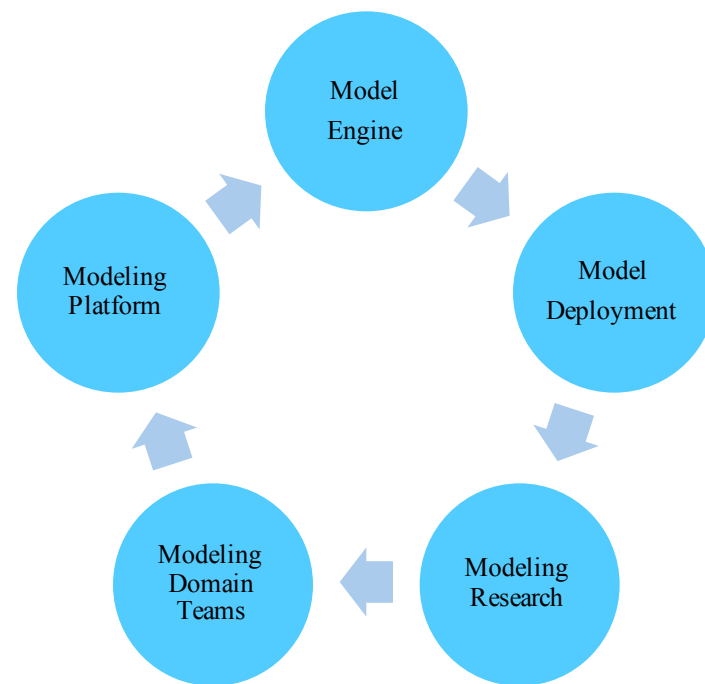 Model
Engine
Model
Deployment
Modeling
Research
Modeling
Domain
Teams
Modeling
Platform